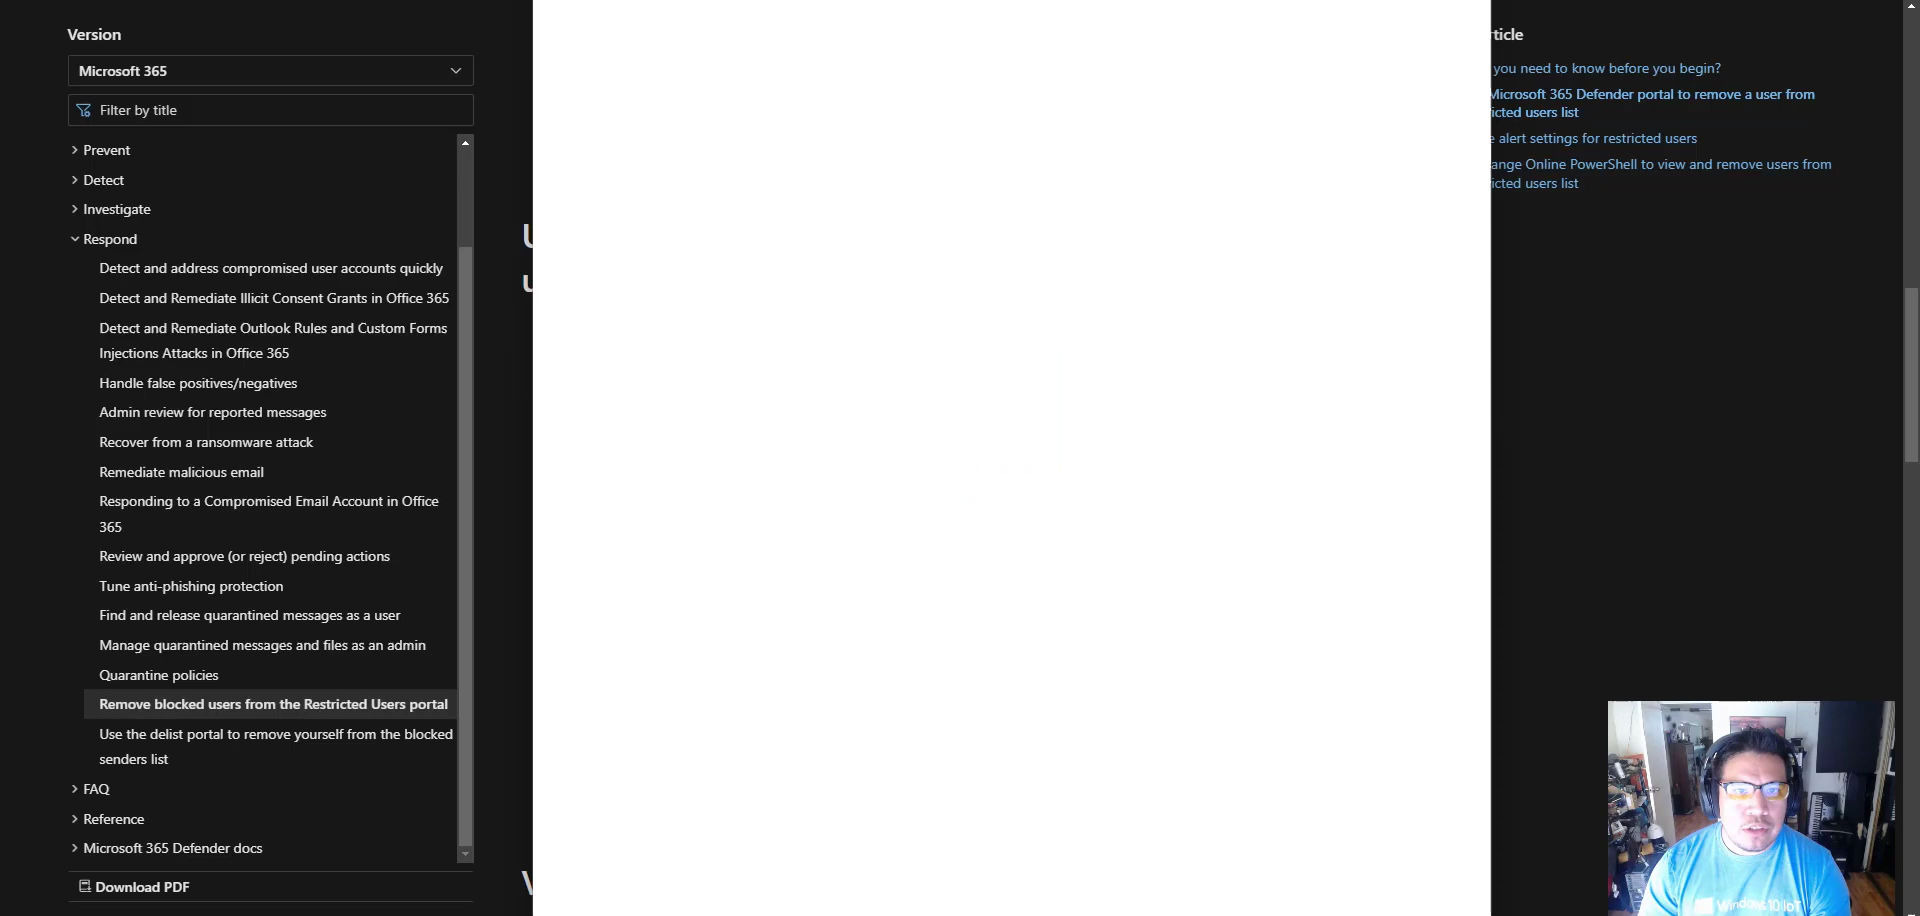 Version
Microsoft 365
Filter by title
Prevent
Detect
Investigate
Respond
Detect and address compromised user accounts quickly
Detect and Remediate Illicit Consent Grants in Office 365
Detect and Remediate Outlook Rules and Custom Forms
Injections Attacks in Office 365
Handle false positives/negatives
Admin review for reported messages
Recover from a ransomware attack
Remediate malicious email
Responding to a Compromised Email Account in Office
365
Review and approve (or reject) pending actions
Tune anti-phishing protection
Find and release quarantined messages as a user
Manage quarantined messages and files as an admin
Quarantine policies
Remove blocked users from the Restricted Users portal
Use the delist portal to remove yourself from the blocked
senders list
FAQ
Reference
Microsoft 365 Defender docs
Download PDF
rticle
you need to know before you begin?
Microsoft 365 Defender portal to remove a user from
icted users list
e alert settings for restricted users
ange Online PowerShell to view and remove users from
icted users list
Windows 10 IoT